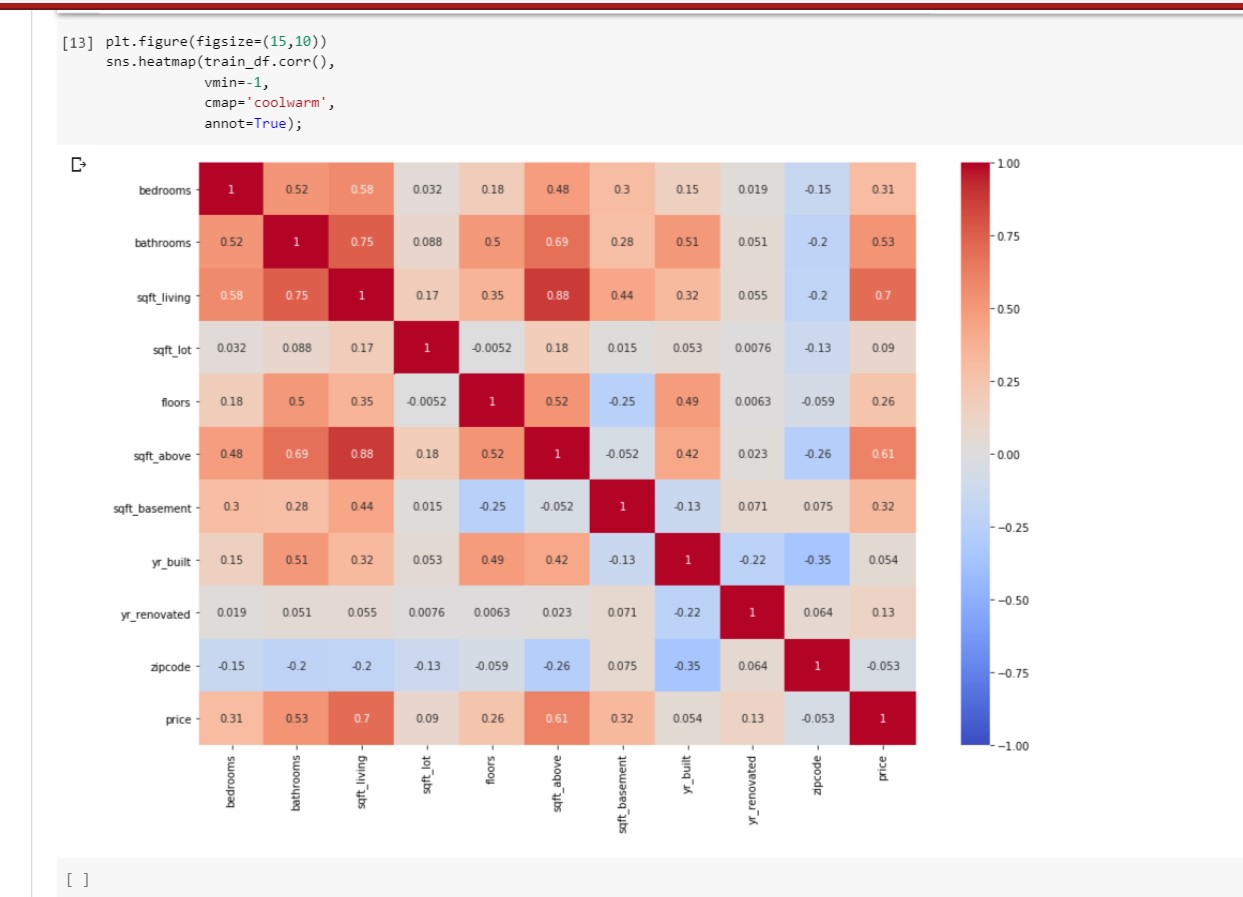 [13] plt.figure(figsize=(15,10))
sns.heatmap(train_df.corr(),
vmin=-1,
cmap='coolwarm',
annot=True);
bedrooms 1 0.52 0.58 0.032 0.18 0.48 0.3 0.15 0.019 -0.15 0.31
bathrooms 0.52 1 0.75 0.088 0.5 0.69 0.28 0.51 0.051 -0.2 0.53
sqft_living 0.58 0.75 1 0.17 0.35 0.88 0.44 0.32 0.055 -0.2 0.7
sqft_lot 0.032 0.088 0.17 1 -0.0052 0.18 0.015 0.053 0.0076 -0.13 0.09
floors 0.18 0.5 0.35 -0.0052 1 0.52 -0.25 0.49 0.0063 -0.059 0.26
sqft_above 0.48 0.69 0.88 0.18 0.52 1 -0.052 0.42 0.023 -0.26 0.61
sqft_basement 0.3 0.28 0.44 0.015 -0.25 -0.052 1 -0.13 0.071 0.075 0.32
yr_built 0.15 0.51 0.32 0.053 0.49 0.42 -0.13 1 -0.22 -0.35 0.054
yr_renovated 0.019 0.051 0.055 0.0076 0.0063 0.023 0.071 -0.22 1 0.064 0.13
zipcode -0.15 -0.2 -0.2 -0.13 -0.059 -0.26 0.075 -0.35 0.064 1 -0.053
price 0.31 0.53 0.7 0.09 0.26 0.61 0.32 0.054 0.13 -0.053 1
bedrooms
bathrooms
sqft_living
sqft_lot
floors
sqft_above
sqft_basement
yr_built
yr_renovated
zipcode
price
1.00
0.75
0.50
0.25
0.00
−0.25
−0.50
−0.75
−1.00
[ ]